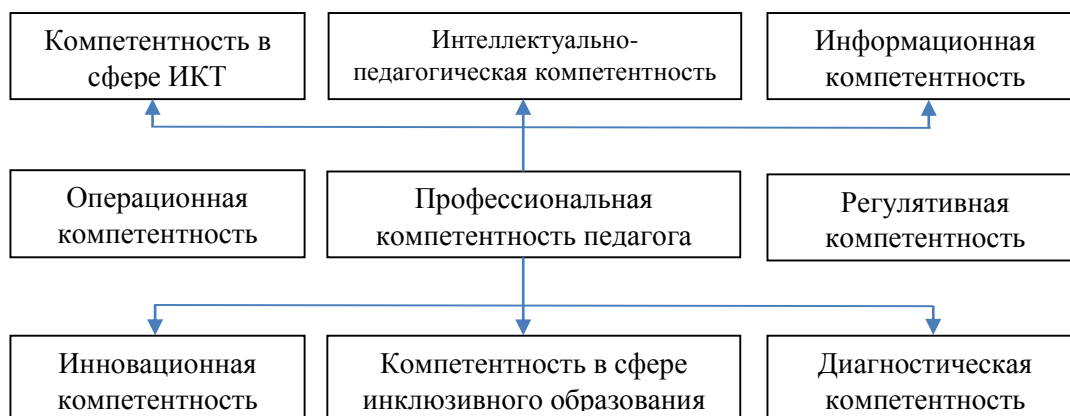 Компетентность в
сфере ИКТ
Интеллектуально-
педагогическая компетентность
Информационная
компетентность
Операционная
компетентность
Профессиональная
компетентность педагога
Регулятивная
компетентность
Инновационная
компетентность
Компетентность в сфере
инклюзивного образования
Диагностическая
компетентность